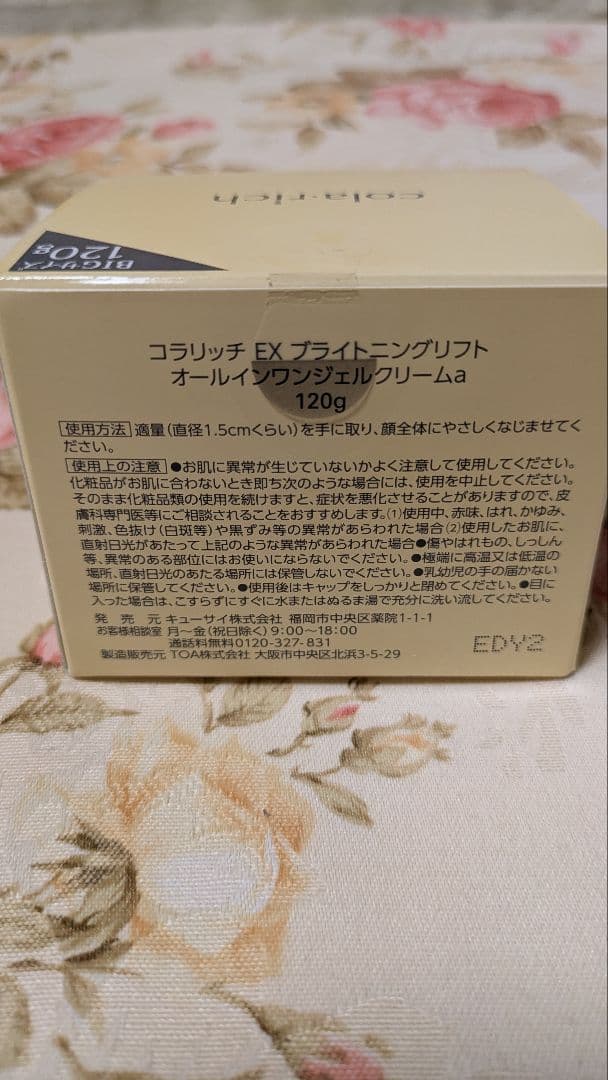 cola·rich
BIGサイズ
120g
コラリッチ EX ブライトニングリフト
オールインワンジェルクリームa
120g
使用方法 適量(直径1.5cmくらい)を手に取り、顔全体にやさしくなじませてく
ださい。
使用上の注意 ●お肌に異常が生じていないかよく注意して使用してください。
化粧品がお肌に合わないとき即ち次のような場合には、使用を中止してください。
そのまま化粧品類の使用を続けますと、症状を悪化させることがありますので、皮
膚科専門医等にご相談されることをおすすめします。(1)使用中、赤味、はれ、かゆみ、
刺激、色抜け(白斑等)や黒ずみ等の異常があらわれた場合(2)使用したお肌に、
直射日光があたって上記のような異常があらわれた場合●傷やはれもの、しっしん
等、異常のある部位にはお使いにならないでください。●極端に高温又は低温の
場所、直射日光のあたる場所には保管しないでください。●乳幼児の手の届かない
場所に保管してください。●使用後はキャップをしっかりと閉めてください。●目に
入った場合は、こすらずにすぐに水またはぬるま湯で充分に洗い流してください。
発売元 キューサイ株式会社 福岡市中央区薬院1-1-1
お客様相談室 月〜金(祝日除く)9:00〜18:00
通話料無料0120-327-831
製造販売元 TOA株式会社 大阪市中央区北浜3-5-29
EDY2